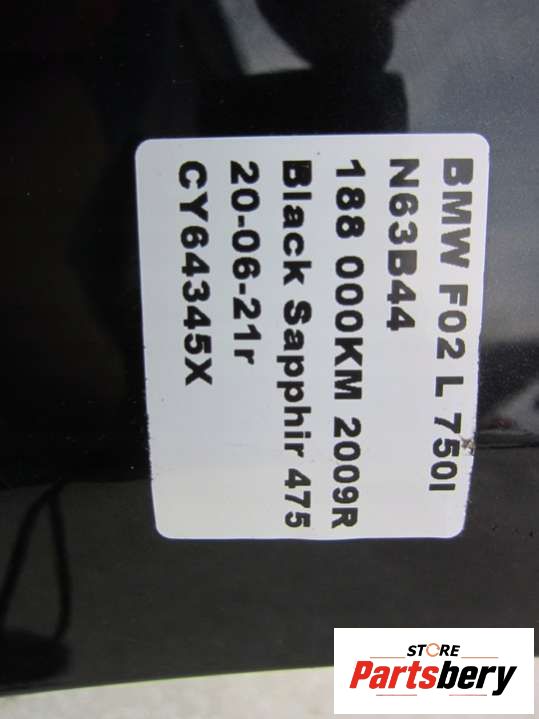 BMW F02 L 750I
N63B44
188 000KM 2009R
Black Sapphir 475
20-06-21r
CY64345X
STORE
Partsbery